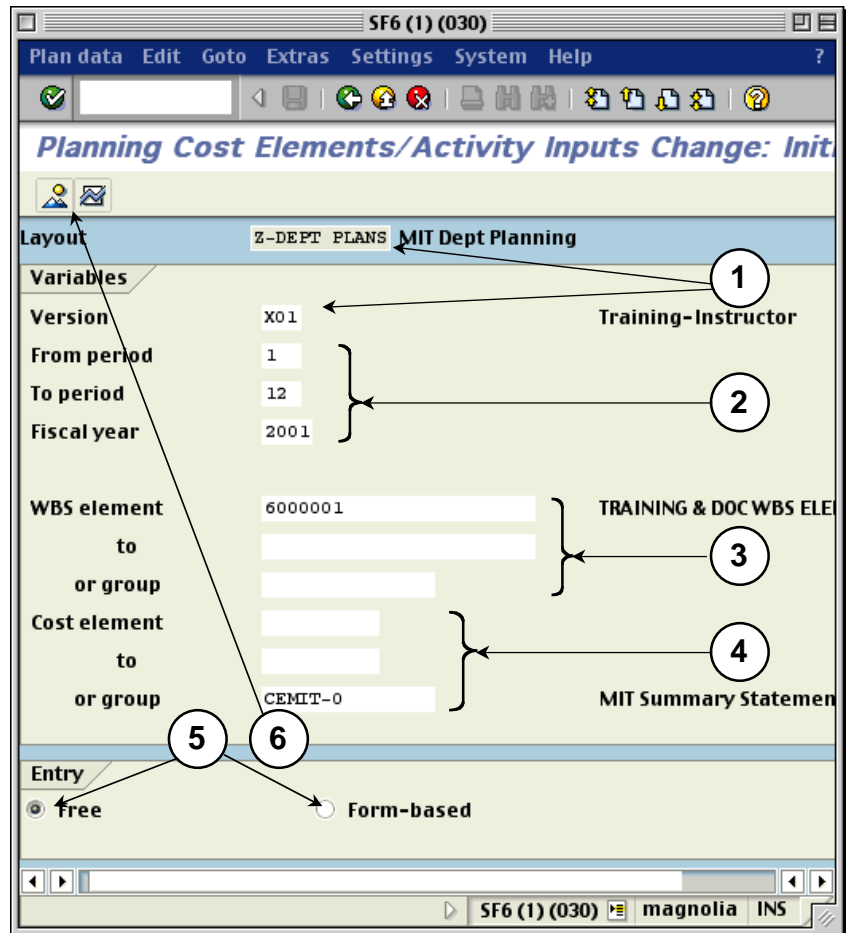 SF6 (1) (030)
Plan data Edit Goto Extras Settings System Help ?
Planning Cost Elements/Activity Inputs Change: Init
Layout Z-DEPT PLANS MIT Dept Planning
1
Variables
Version X01 Training-Instructor
From period 1
To period 12
2
Fiscal year 2001
WBS element 6000001 TRAINING & DOC WBS ELE
to
3
or group
Cost element
to
4
or group CEMIT-0 MIT Summary Statemen
5 6
Entry
Free Form-based
SF6 (1) (030) magnolia INS